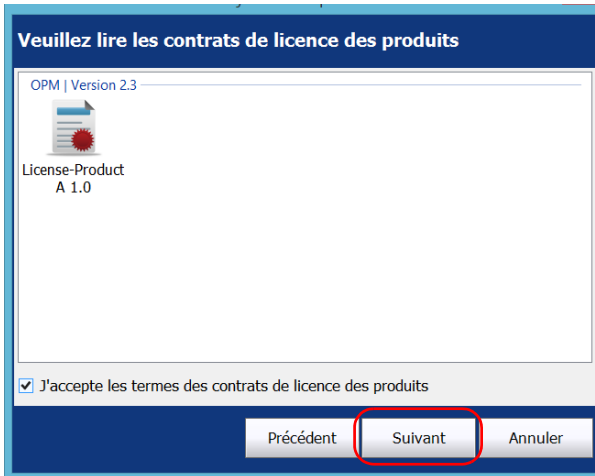 Veuillez lire les contrats de licence des produits
OPM | Version 2.3
License-Product
A 1.0
J'accepte les termes des contrats de licence des produits
Précédent
Suivant
Annuler